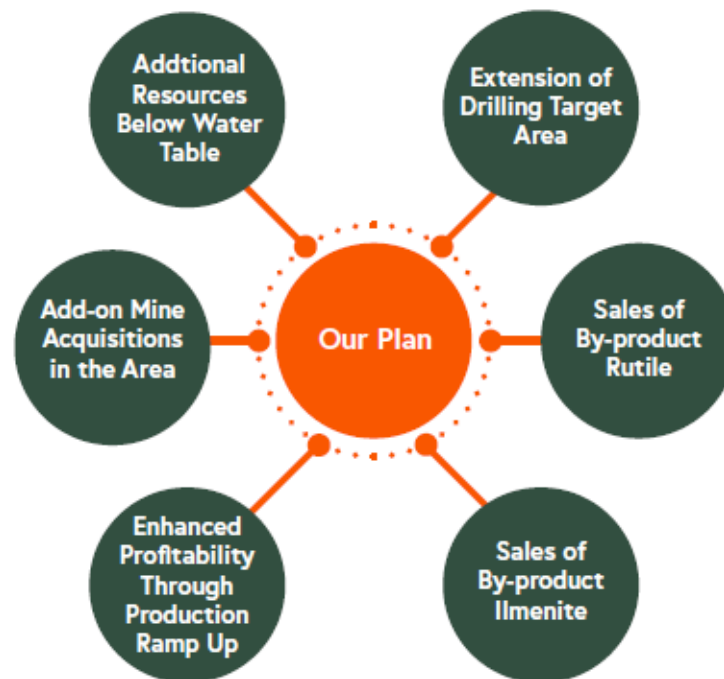 Addtional
Resources
Below Water
Table
Extension of
Drilling Target
Area
Add-on Mine
Acquisitions
in the Area
Our Plan
Sales of
By-product
Rutile
Enhanced
Profitability
Through
Production
Ramp Up
Sales of
By-product
Ilmenite